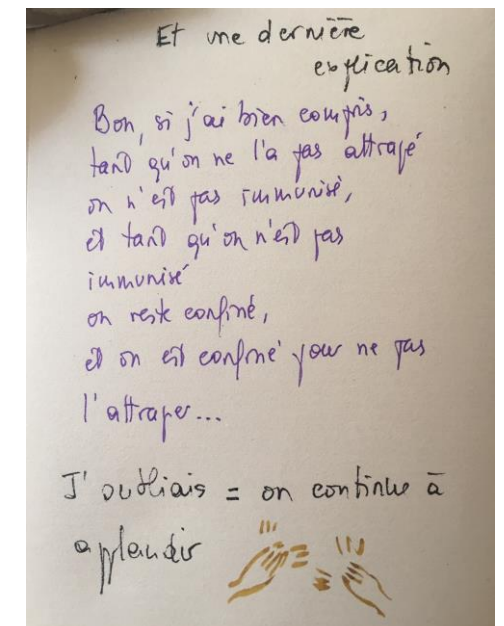 Et une dernière
explication
Bon, si j'ai bien compris,
tant qu'on ne l'a pas attrapé
on n'est pas immunisé,
et tant qu'on n'est pas
immunisé
on reste confiné,
et on est confiné pour ne pas
l'attraper...
J'oubliais = on continue à
applaudir